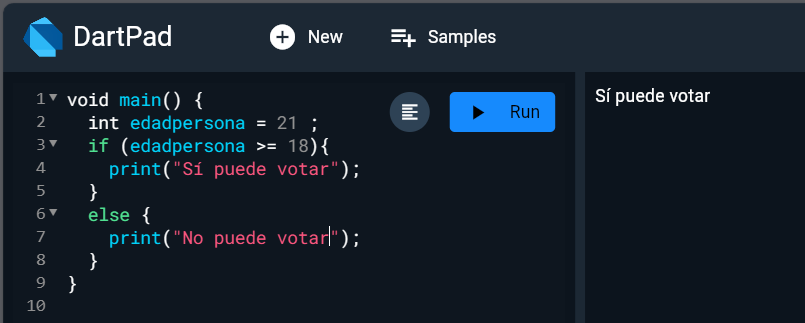 DartPad
New
Samples
1 void main() {
2 int edadpersona = 21 ;
3 if (edadpersona >= 18){
4 print("Sí puede votar");
5 }
6 else {
7 print("No puede votar");
8 }
9 }
10
Run
Sí puede votar